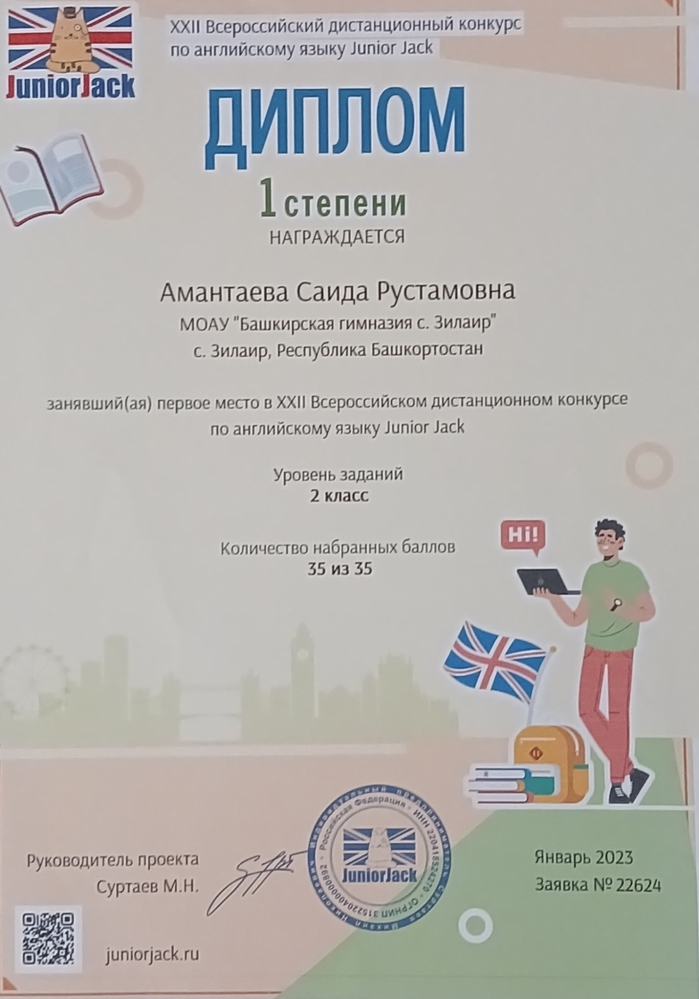 XXII Всероссийский дистанционный конкурс
по английскому языку Junior Jack
JuniorJack
ДИПЛОМ
1 степени
НАГРАЖДАЕТСЯ
Амантаева Саида Рустамовна
МОАУ "Башкирская гимназия с. Зилаир"
с. Зилаир, Республика Башкортостан
занявший(ая) первое место в XXII Всероссийском дистанционном конкурсе
по английскому языку Junior Jack
Уровень заданий
2 класс
Количество набранных баллов
35 из 35
Hi!
Руководитель проекта
Суртаев М.Н.
Индивидуальный предприниматель Суртаев Михаил Николаевич
Российская Федерация • ИНН 220418524270 • ОГРНИП 315220400000892
JuniorJack
Январь 2023
Заявка № 22624
juniorjack.ru